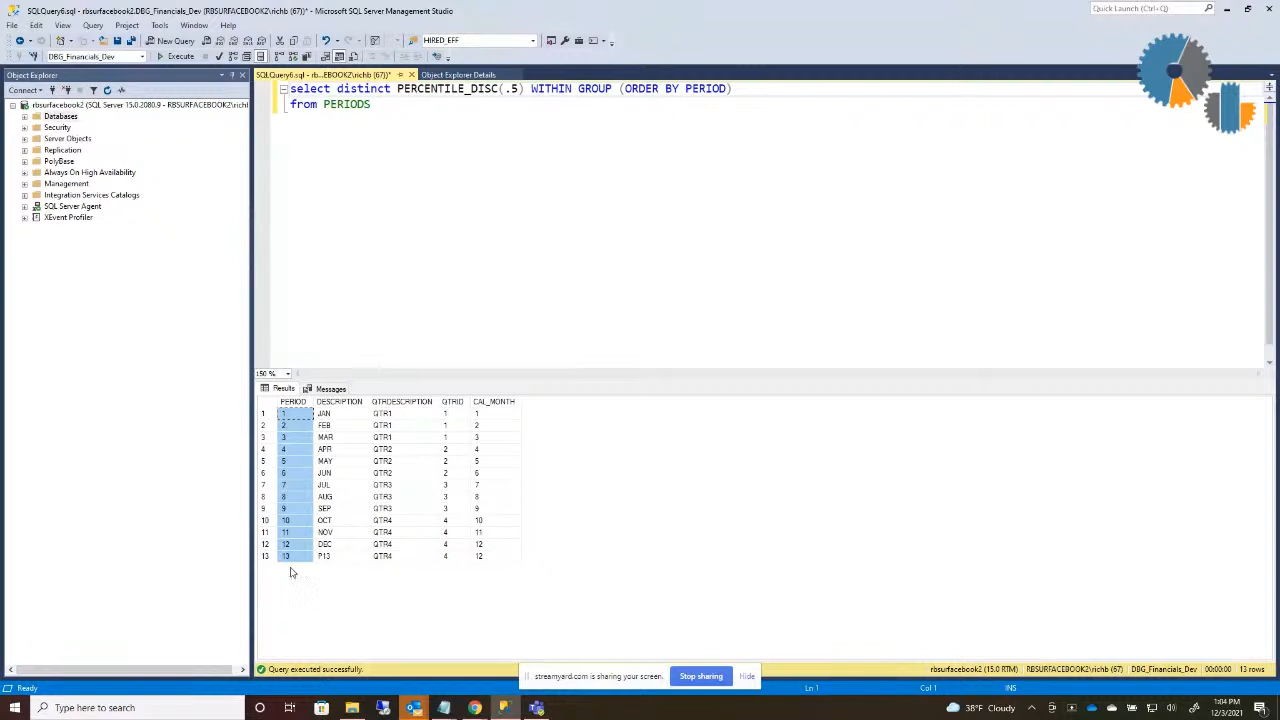 SQLQuery6.sql - rbsurfacebook2.DBG_Financials_Dev (RBSURFACEBOOK2\richb (67))* - Microsoft SQL Server Management Studio
Quick Launch (Ctrl+Q)
File Edit View Query Project Tools Window Help
New Query
HIRED_EFF
DBG_Financials_Dev
Execute
Object Explorer
SQLQuery6.sql - rb...EBOOK2\richb (67))*
Object Explorer Details
Connect
rbsurfacebook2 (SQL Server 15.0.2080.9 - RBSURFACEBOOK2\richl
Databases
Security
Server Objects
Replication
PolyBase
Always On High Availability
Management
Integration Services Catalogs
SQL Server Agent
XEvent Profiler
select distinct PERCENTILE_DISC(.5) WITHIN GROUP (ORDER BY PERIOD)
from PERIODS
150 %
Results Messages
PERIOD DESCRIPTION QTRDESCRIPTION QTRID CAL_MONTH
1 1 JAN QTR1 1 1
2 2 FEB QTR1 1 2
3 3 MAR QTR1 1 3
4 4 APR QTR2 2 4
5 5 MAY QTR2 2 5
6 6 JUN QTR2 2 6
7 7 JUL QTR3 3 7
8 8 AUG QTR3 3 8
9 9 SEP QTR3 3 9
10 10 OCT QTR4 4 10
11 11 NOV QTR4 4 11
12 12 DEC QTR4 4 12
13 13 P13 QTR4 4 12
Query executed successfully.
rbsurfacebook2 (15.0 RTM) RBSURFACEBOOK2\richb (67) DBG_Financials_Dev 00:00:00 13 rows
streamyard.com is sharing your screen. Stop sharing Hide
Ready Ln 1 Col 1 INS
Type here to search
38°F Cloudy
1:04 PM
12/3/2021